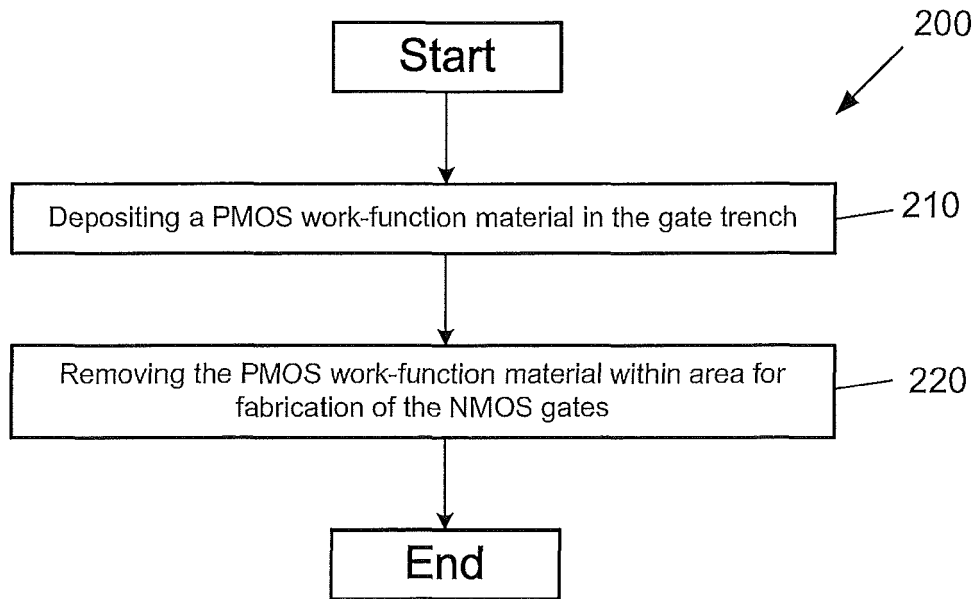 200
Start
Depositing a PMOS work-function material in the gate trench
210
Removing the PMOS work-function material within area for
fabrication of the NMOS gates
220
End